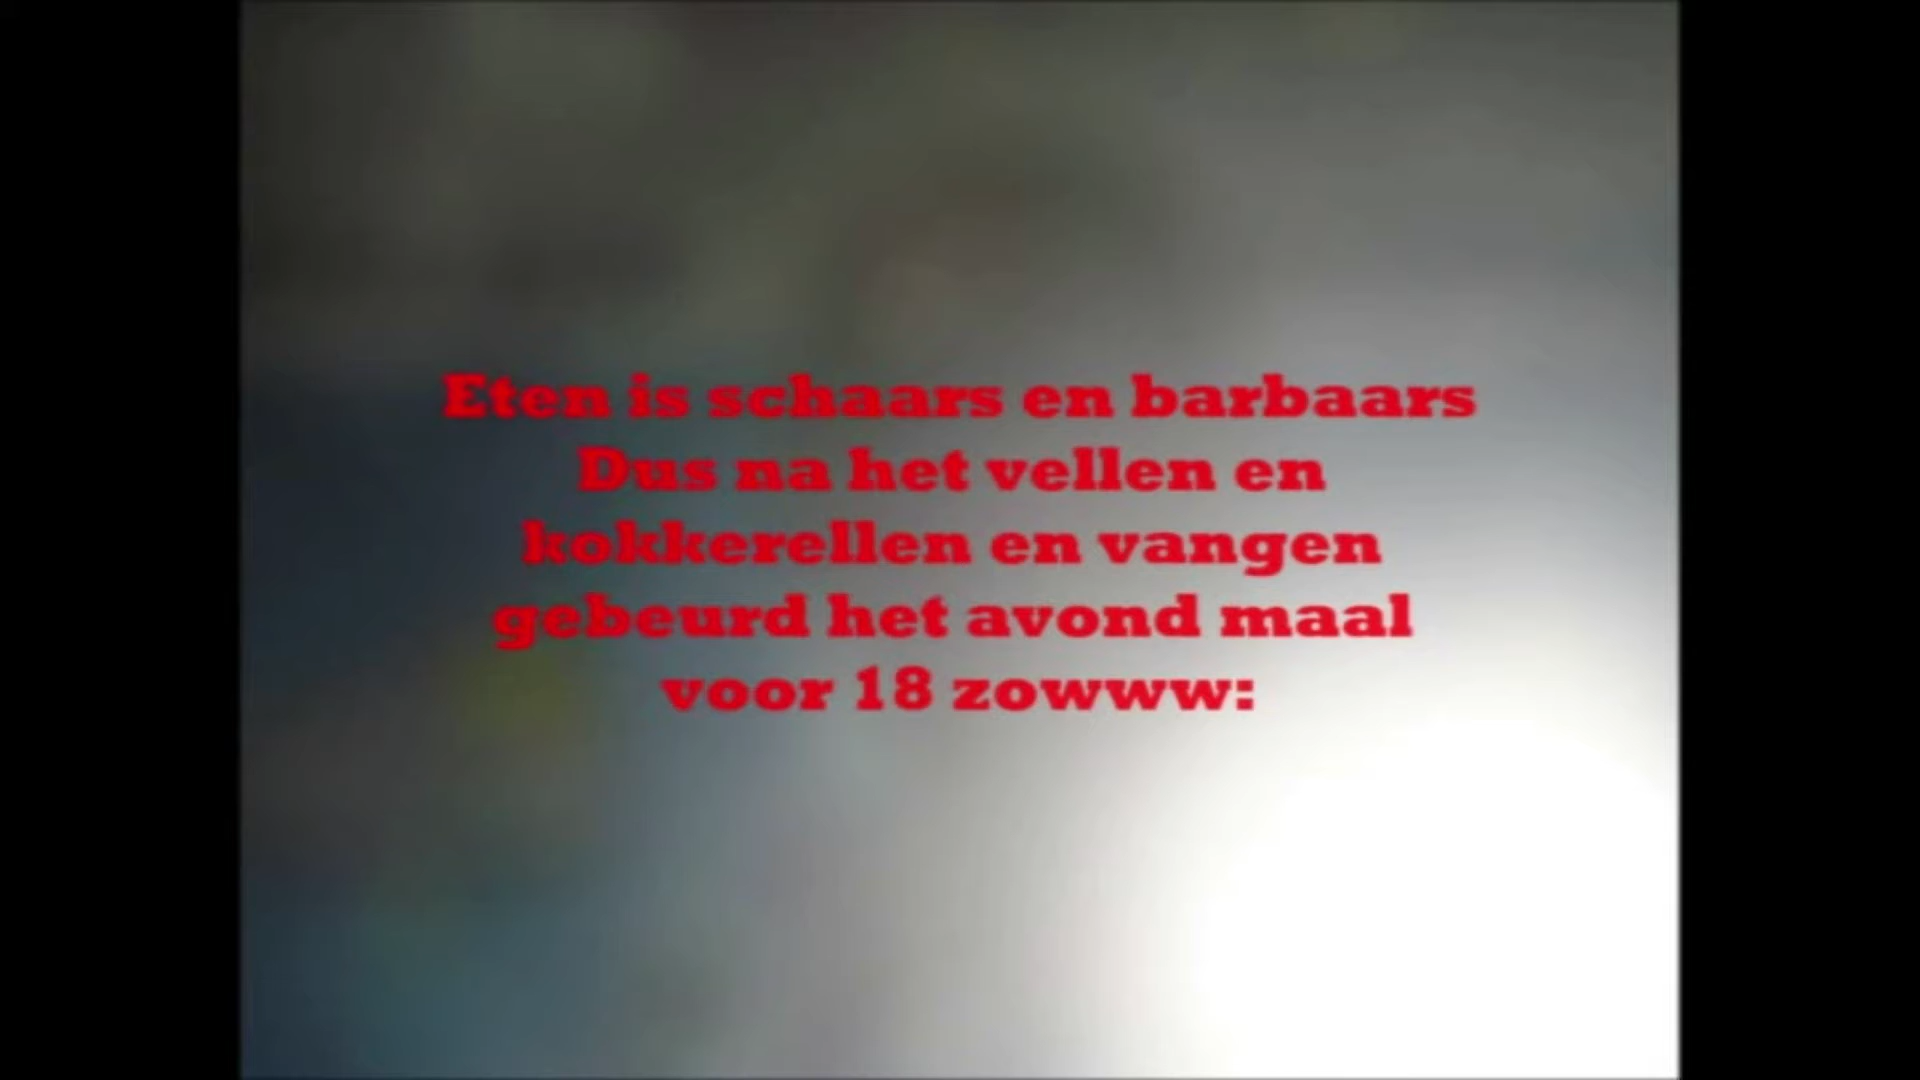 Eten is schaars en barbaars
Dus na het vellen en
kokkerellen en vangen
gebeurd het avond maal
voor 18 zowww: